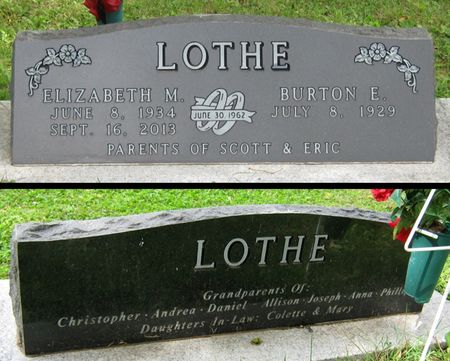 LOTHE
ELIZABETH M.
JUNE 8, 1934
SEPT. 16, 2013
JUNE 30, 1962
BURTON E.
JULY 8, 1929
PARENTS OF SCOTT & ERIC
LOTHE
Grandparents Of:
Christopher - Andrea - Daniel - Allison - Joseph - Anna - Phill
Daughters In-Law: Colette & Mary